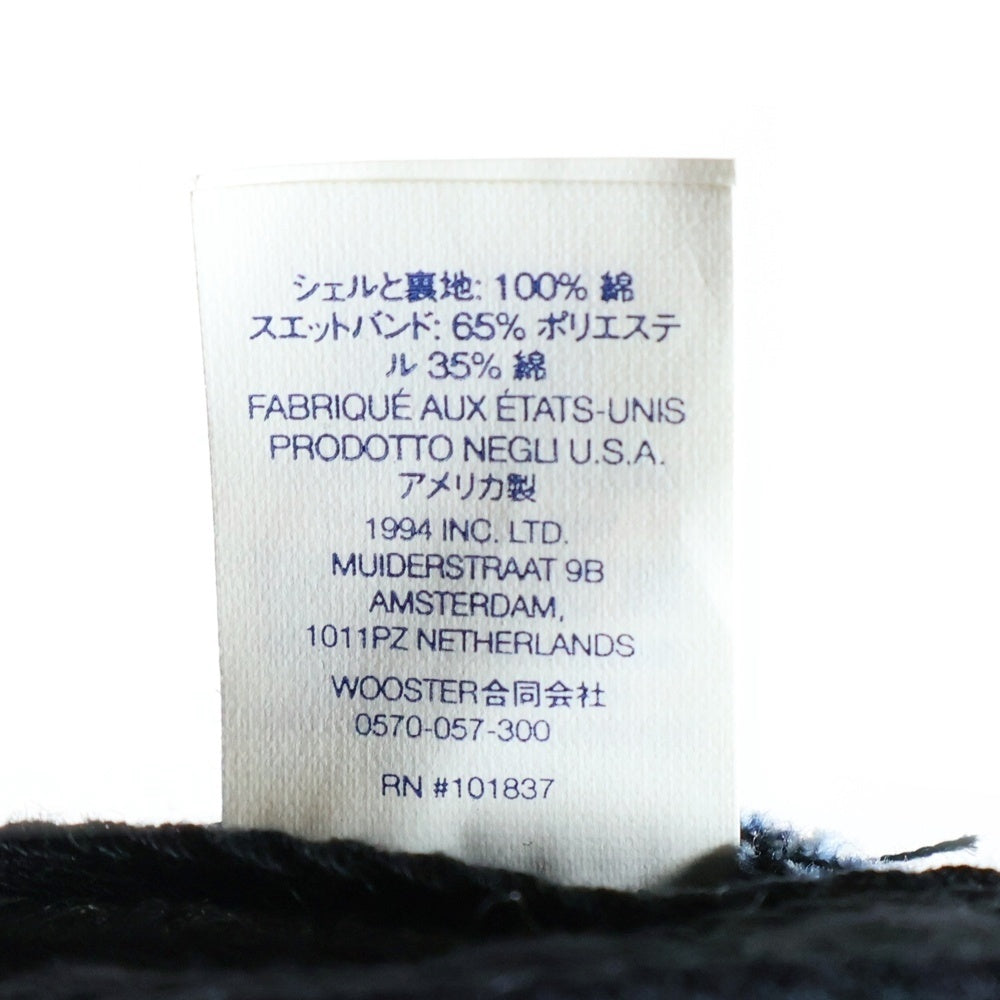 シェルと裏地: 100% 綿
スエットバンド: 65% ポリエステ
ル 35% 綿
FABRIQUÉ AUX ÉTATS-UNIS
PRODOTTO NEGLI U.S.A.
アメリカ製
1994 INC. LTD.
MUIDERSTRAAT 9B
AMSTERDAM,
1011PZ NETHERLANDS
WOOSTER合同会社
0570-057-300
RN #101837